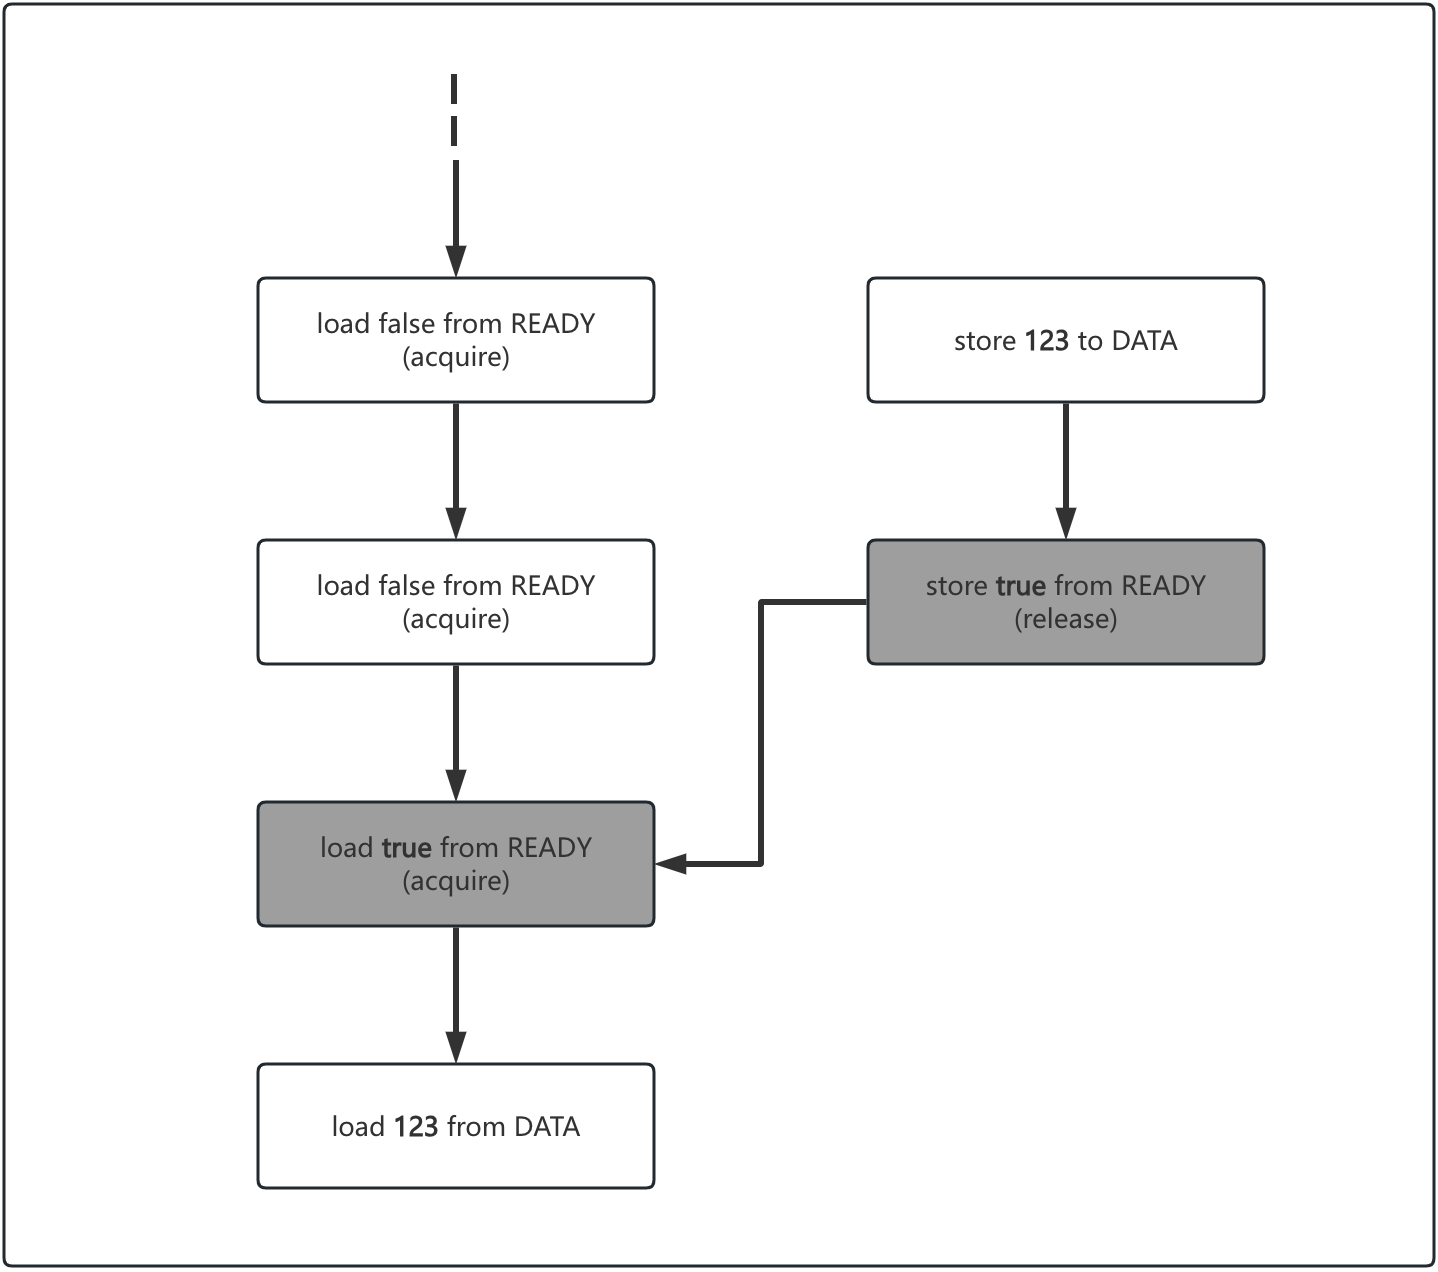 load false from READY
(acquire)
store 123 to DATA
load false from READY
(acquire)
store true from READY
(release)
load true from READY
(acquire)
load 123 from DATA